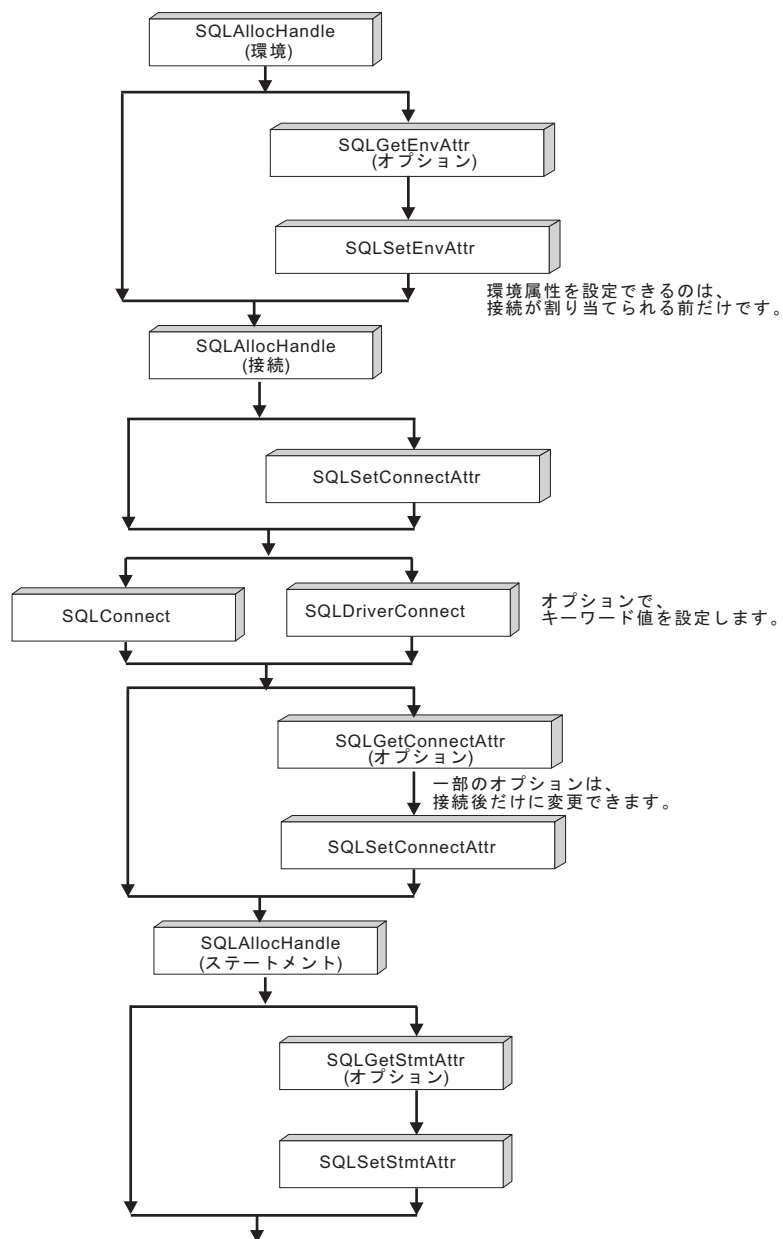 SQLAllocHandle
(環境)
SQLGetEnvAttr
(オプション)
SQLSetEnvAttr
環境属性を設定できるのは、
接続が割り当てられる前だけです。
SQLAllocHandle
(接続)
SQLSetConnectAttr
SQLConnect
SQLDriverConnect
オプションで、
キーワード値を設定します。
SQLGetConnectAttr
(オプション)
一部のオプションは、
接続後だけに変更できます。
SQLSetConnectAttr
SQLAllocHandle
(ステートメント)
SQLGetStmtAttr
(オプション)
SQLSetStmtAttr